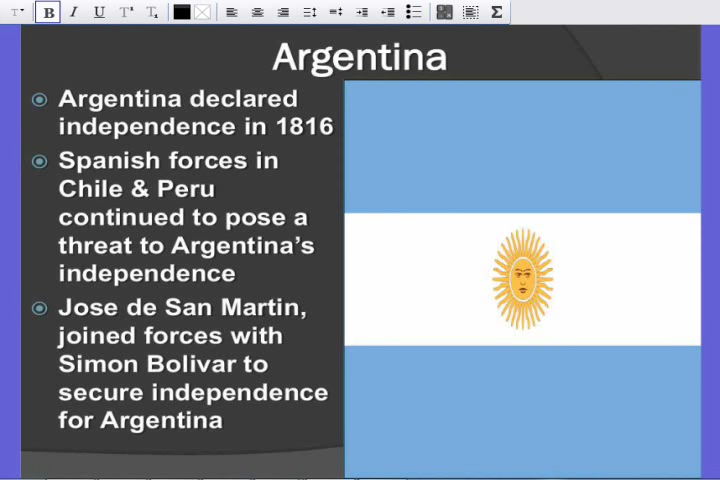 Argentina
Argentina declared
independence in 1816
Spanish forces in
Chile & Peru
continued to pose a
threat to Argentina’s
independence
Jose de San Martin,
joined forces with
Simon Bolivar to
secure independence
for Argentina